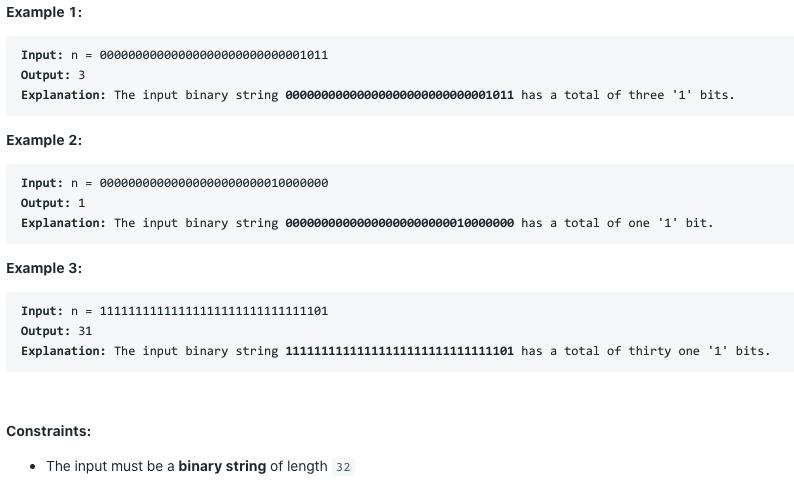 Example 1:
Input: n = 00000000000000000000000000001011
Output: 3
Explanation: The input binary string 00000000000000000000000000001011 has a total of three '1' bits.
Example 2:
Input: n = 00000000000000000000000010000000
Output: 1
Explanation: The input binary string 00000000000000000000000010000000 has a total of one '1' bit.
Example 3:
Input: n = 11111111111111111111111111111101
Output: 31
Explanation: The input binary string 11111111111111111111111111111101 has a total of thirty one '1' bits.
Constraints:
• The input must be a binary string of length 32